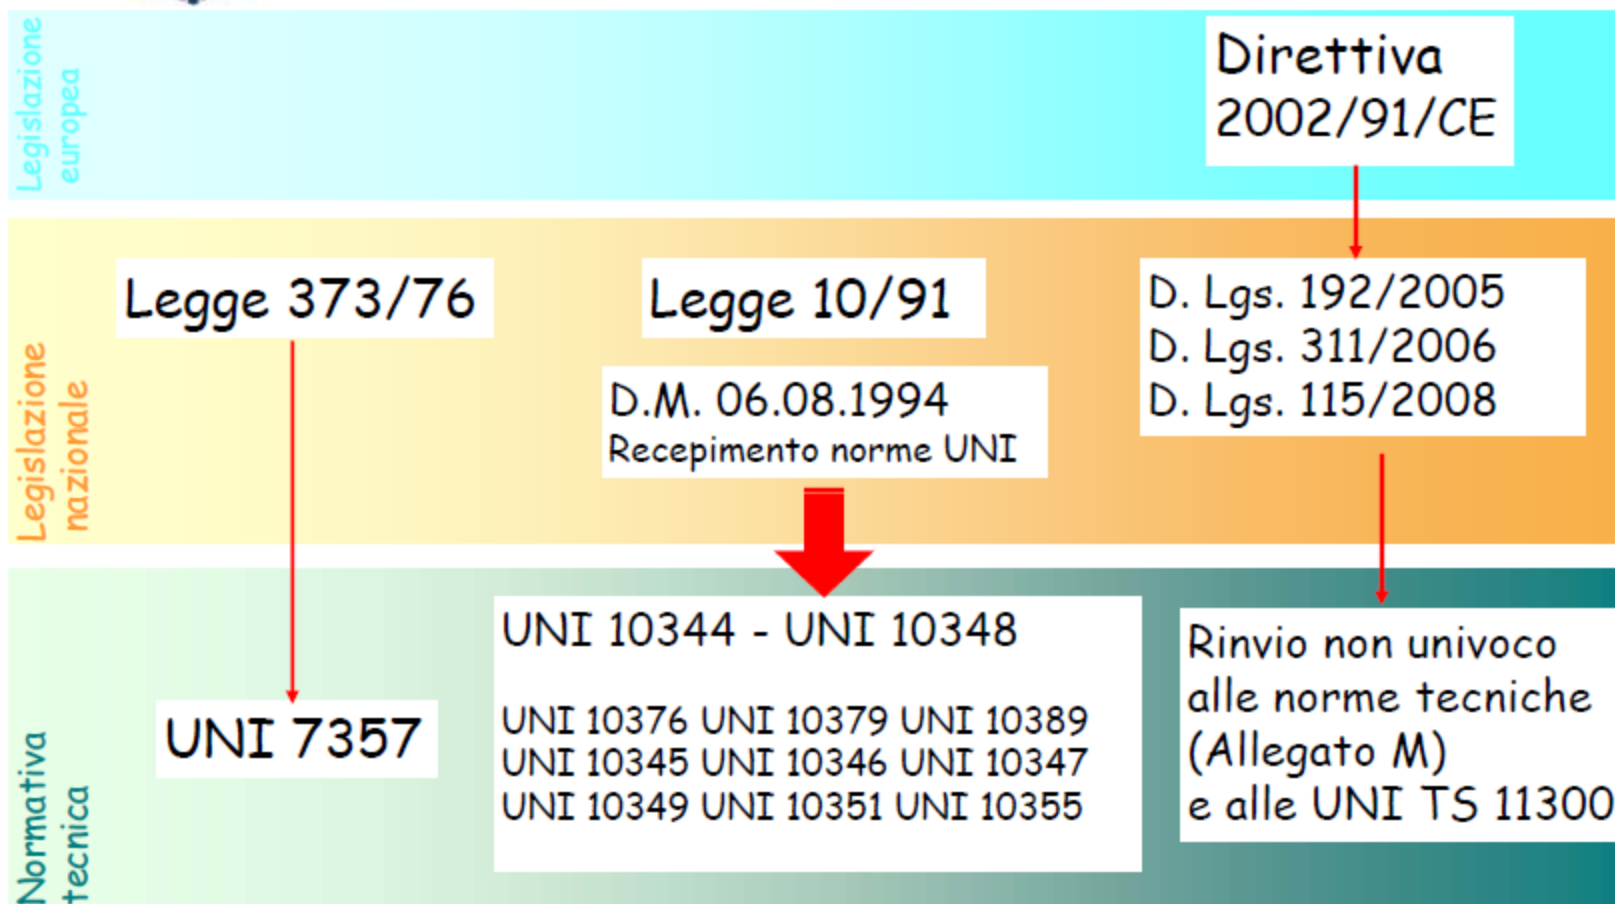 Legislazione
europea
Direttiva
2002/91/CE
Legislazione
nazionale
Legge 373/76
Legge 10/91
D.M. 06.08.1994
Recepimento norme UNI
D. Lgs. 192/2005
D. Lgs. 311/2006
D. Lgs. 115/2008
Normativa
tecnica
UNI 7357
UNI 10344 - UNI 10348
UNI 10376 UNI 10379 UNI 10389
UNI 10345 UNI 10346 UNI 10347
UNI 10349 UNI 10351 UNI 10355
Rinvio non univoco
alle norme tecniche
(Allegato M)
e alle UNI TS 11300